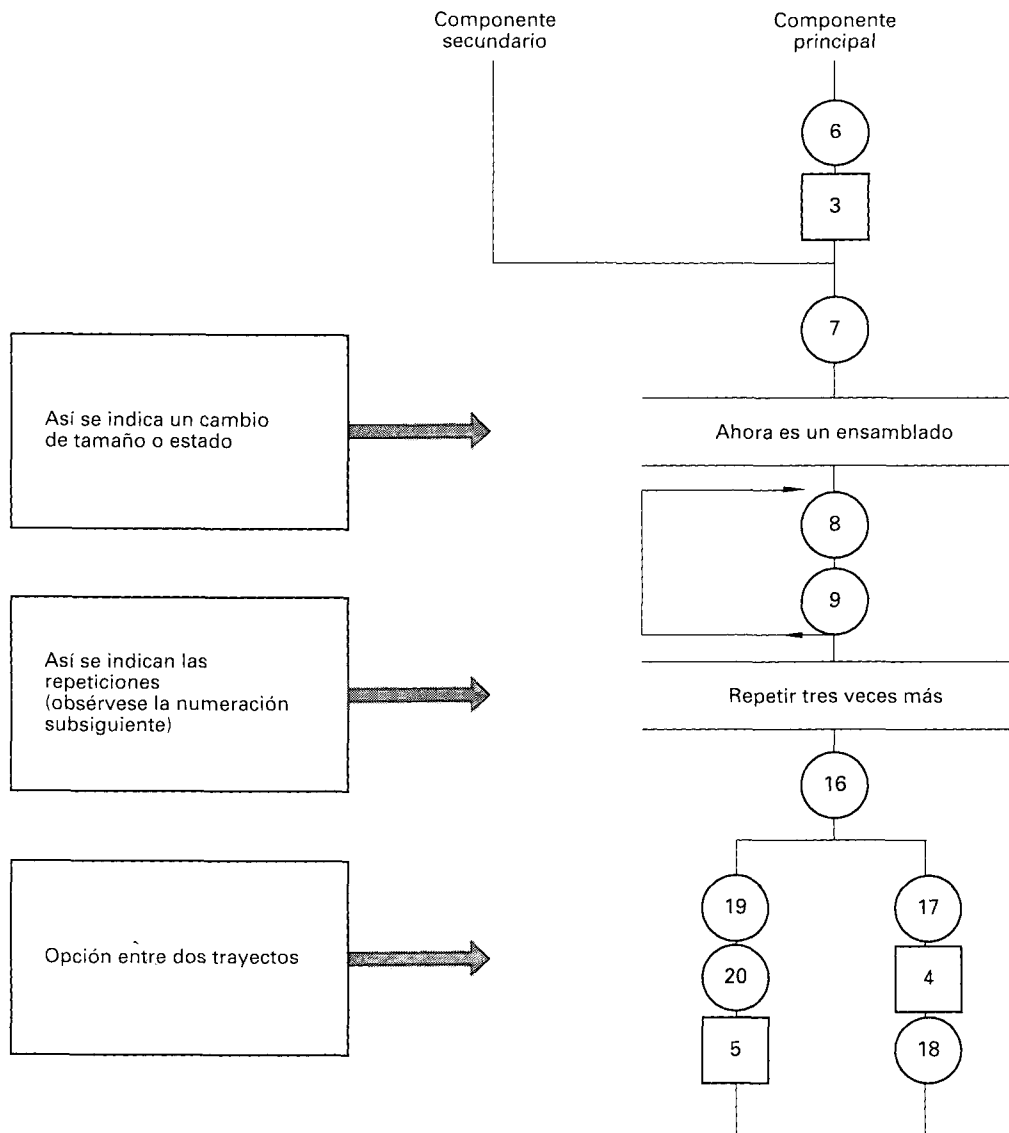 Componente
secundario
Componente
principal
6
3
7
Así se indica un cambio
de tamaño o estado
Ahora es un ensamblado
8
9
Así se indican las
repeticiones
(obsérvese la numeración
subsiguiente)
Repetir tres veces más
16
19
17
Opción entre dos trayectos
20
4
5
18